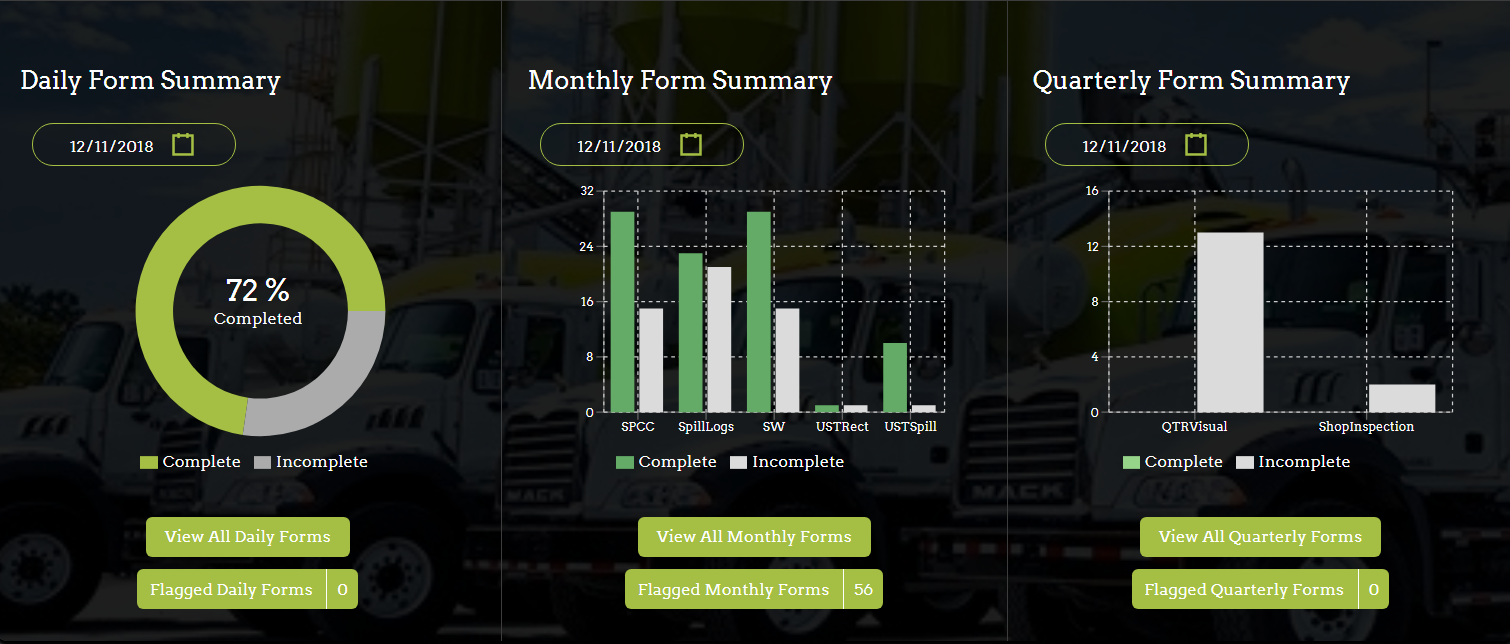 Daily Form Summary
12/11/2018
72 %
Completed
Complete Incomplete
View All Daily Forms
Flagged Daily Forms 0
Monthly Form Summary
12/11/2018
32
24
16
8
0
SPCC SpillLogs SW USTRect USTSpill
Complete Incomplete
View All Monthly Forms
Flagged Monthly Forms 56
Quarterly Form Summary
12/11/2018
16
12
8
4
0
QTRVisual ShopInspection
Complete Incomplete
View All Quarterly Forms
Flagged Quarterly Forms 0
MACK
MACK